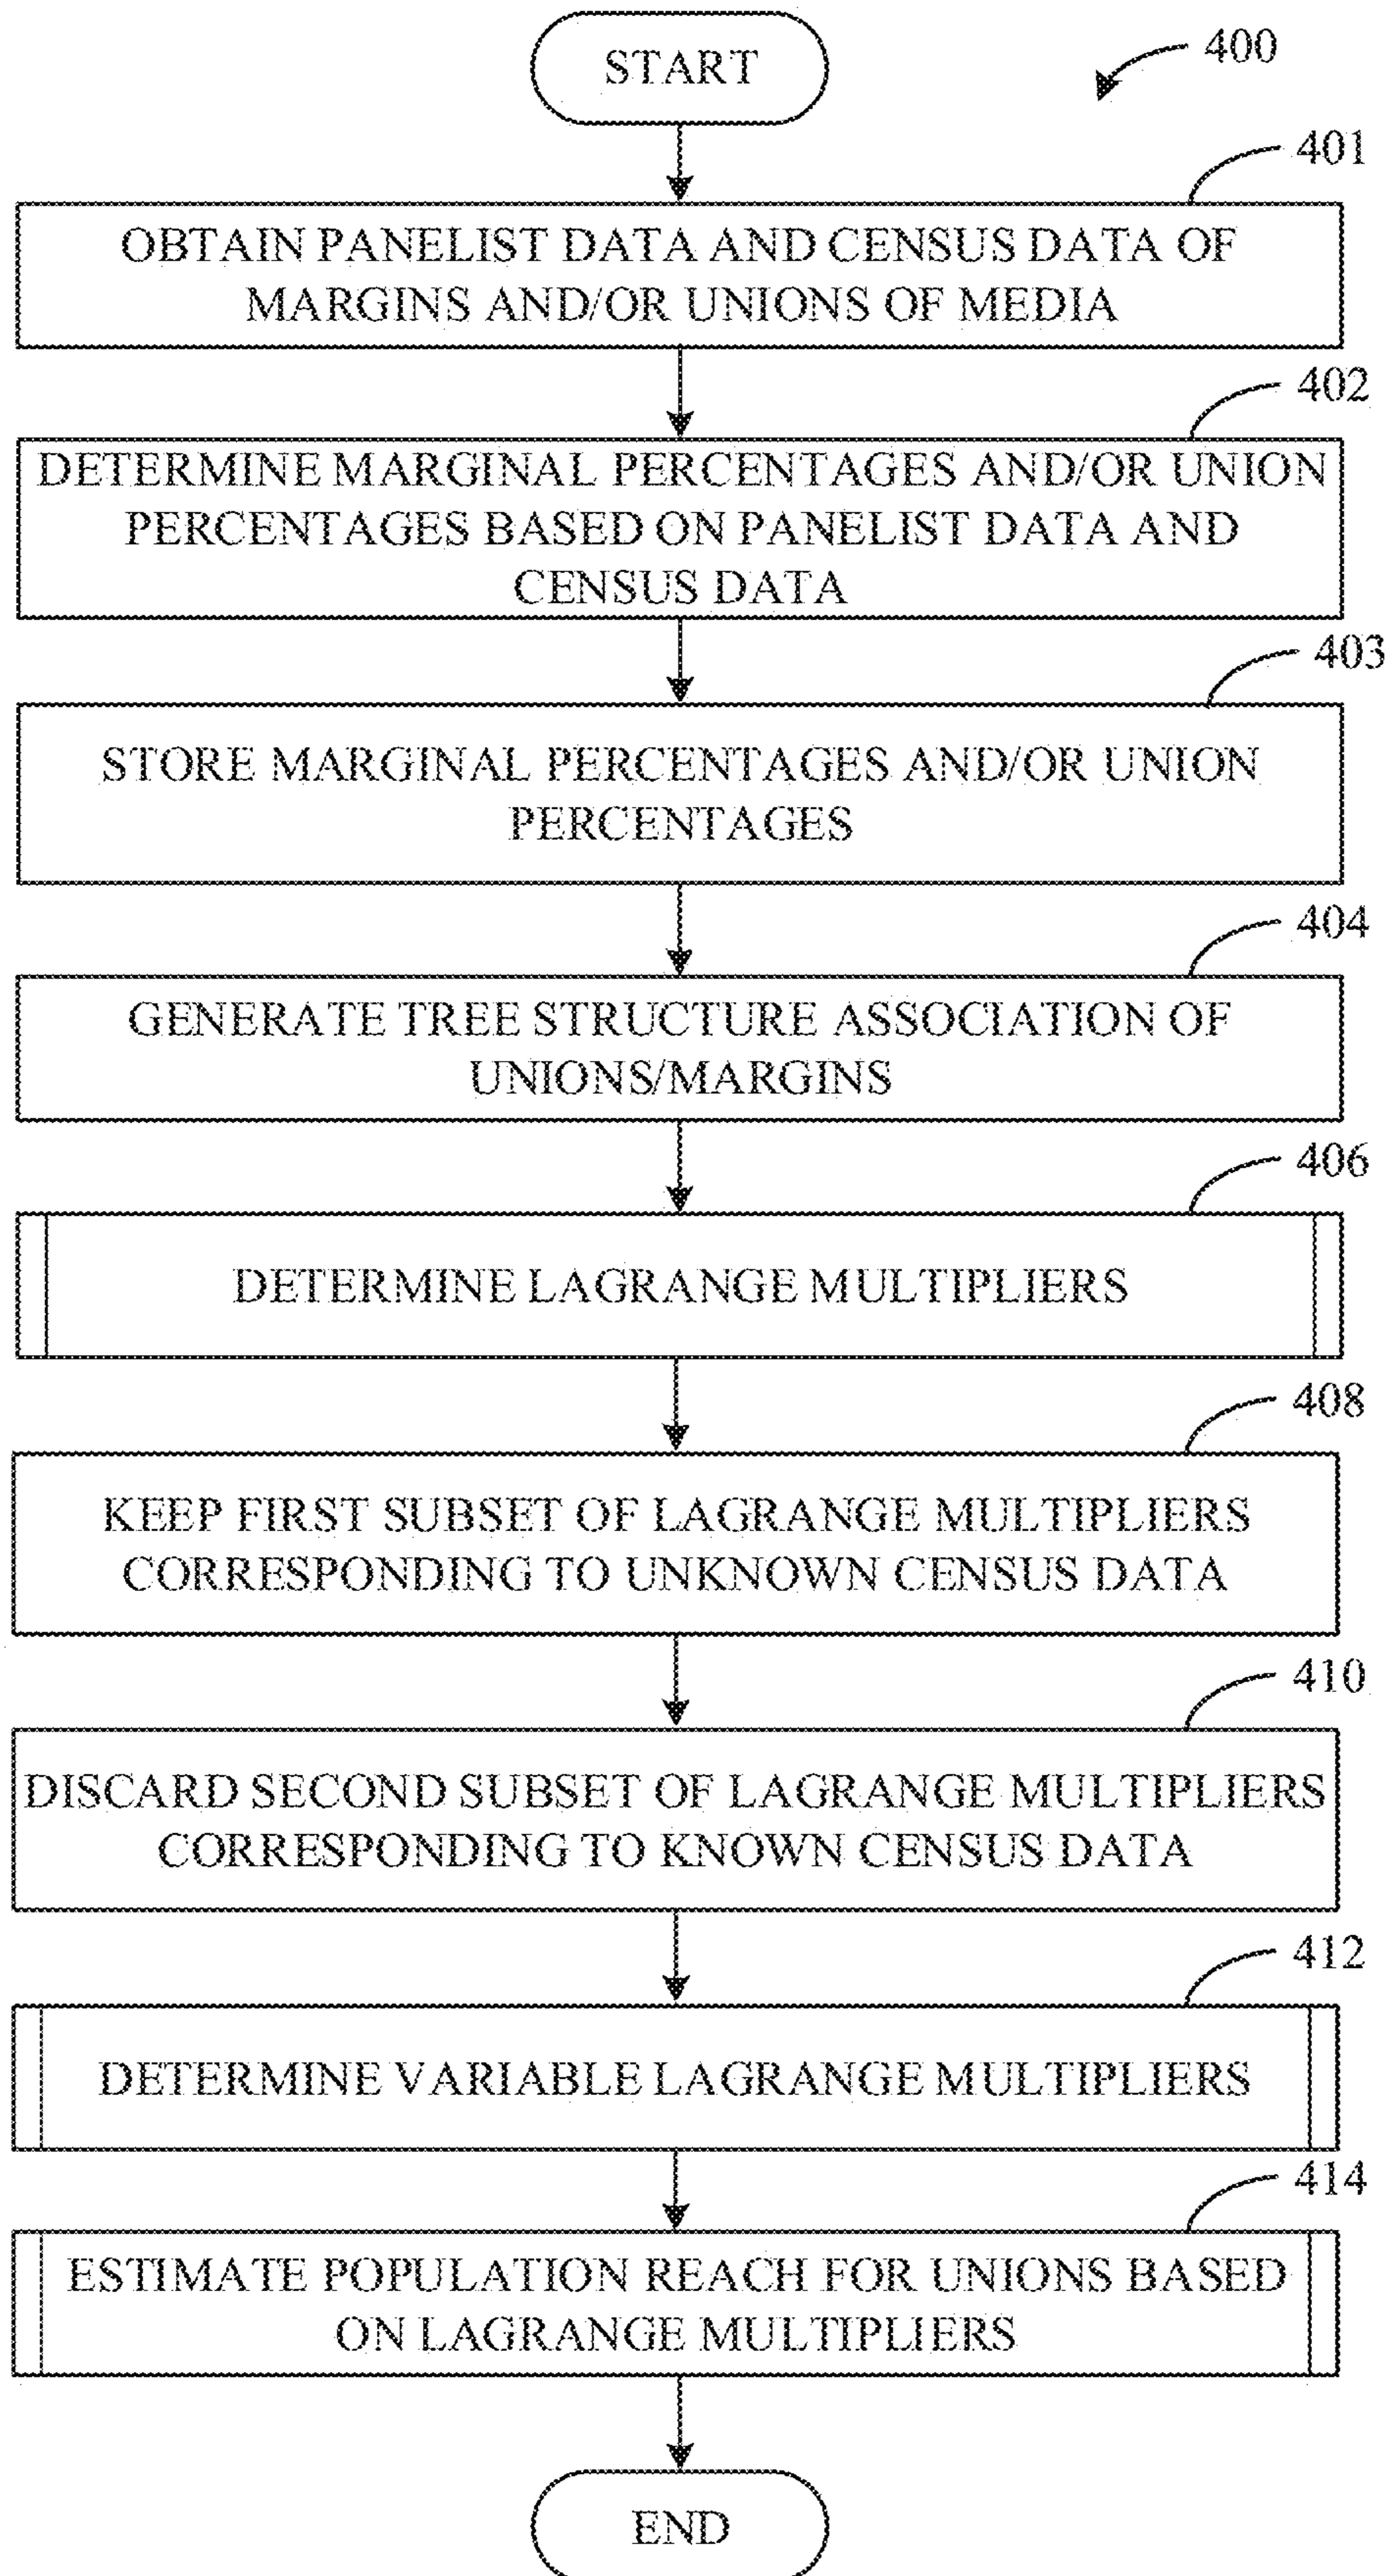 START
400
401
OBTAIN PANELIST DATA AND CENSUS DATA OF
MARGINS AND/OR UNIONS OF MEDIA
402
DETERMINE MARGINAL PERCENTAGES AND/OR UNION
PERCENTAGES BASED ON PANELIST DATA AND
CENSUS DATA
403
STORE MARGINAL PERCENTAGES AND/OR UNION
PERCENTAGES
404
GENERATE TREE STRUCTURE ASSOCIATION OF
UNIONS/MARGINS
406
DETERMINE LAGRANGE MULTIPLIERS
408
KEEP FIRST SUBSET OF LAGRANGE MULTIPLIERS
CORRESPONDING TO UNKNOWN CENSUS DATA
410
DISCARD SECOND SUBSET OF LAGRANGE MULTIPLIERS
CORRESPONDING TO KNOWN CENSUS DATA
412
DETERMINE VARIABLE LAGRANGE MULTIPLIERS
414
ESTIMATE POPULATION REACH FOR UNIONS BASED
ON LAGRANGE MULTIPLIERS
END